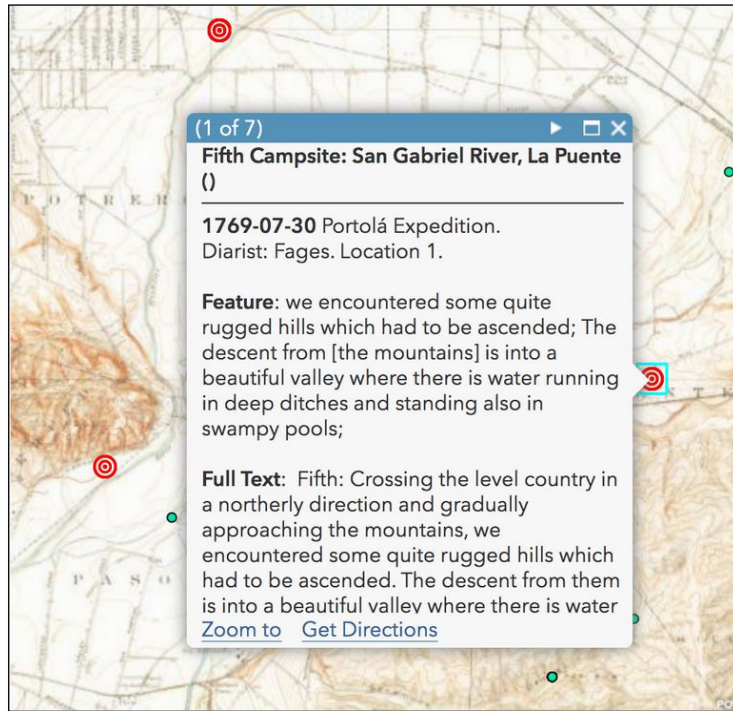 (1 of 7)
Fifth Campsite: San Gabriel River, La Puente
()
1769-07-30 Portolá Expedition.
Diarist: Fages. Location 1.
Feature: we encountered some quite
rugged hills which had to be ascended; The
descent from [the mountains] is into a
beautiful valley where there is water running
in deep ditches and standing also in
swampy pools;
Full Text: Fifth: Crossing the level country in
a northerly direction and gradually
approaching the mountains, we
encountered some quite rugged hills which
had to be ascended. The descent from them
is into a beautiful valley where there is water
Zoom to Get Directions
POTRERO
PASO